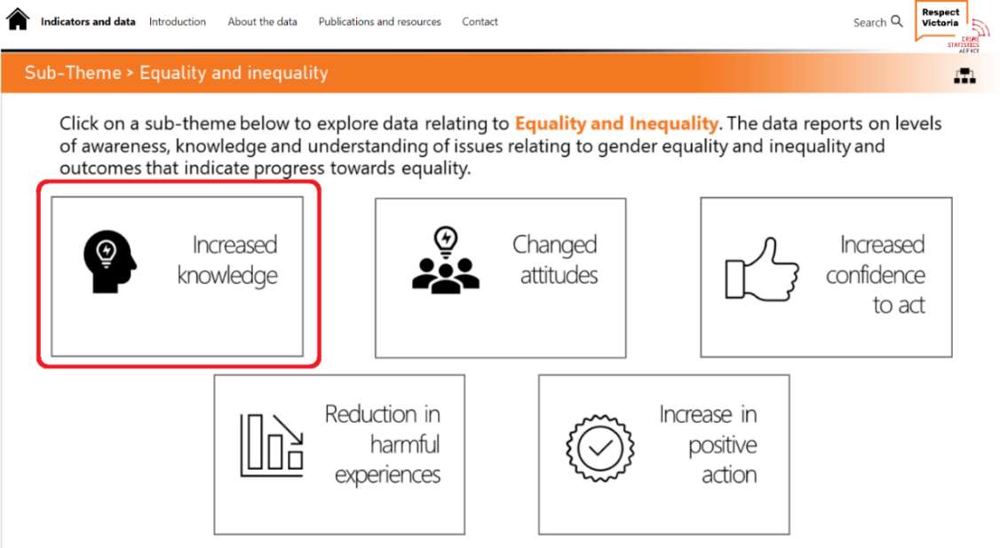 Indicators and data Introduction About the data Publications and resources Contact Search
Respect
Victoria
CRIME
STATISTICS
AGENCY
Sub-Theme > Equality and inequality
Click on a sub-theme below to explore data relating to Equality and Inequality. The data reports on levels
of awareness, knowledge and understanding of issues relating to gender equality and inequality and
outcomes that indicate progress towards equality.
Increased
knowledge
Changed
attitudes
Increased
confidence
to act
Reduction in
harmful
experiences
Increase in
positive
action